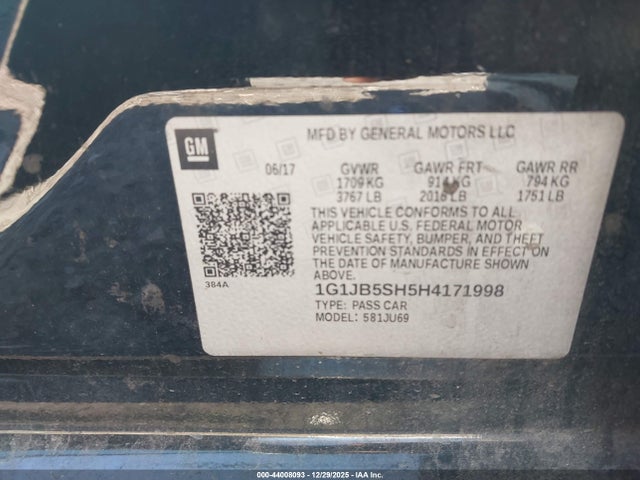 GM
MFD BY GENERAL MOTORS LLC
06/17 GVWR GAWR FRT GAWR RR
1709 KG KG 794 KG
3767 LB 2016 LB 1751 LB
THIS VEHICLE CONFORMS TO ALL
APPLICABLE U.S. FEDERAL MOTOR
VEHICLE SAFETY, BUMPER, AND THEFT
PREVENTION STANDARDS IN EFFECT ON
THE DATE OF MANUFACTURE SHOWN
ABOVE.
384A
1G1JB5SH5H4171998
TYPE: PASS CAR
MODEL: 581JU69
000-44008093 - 12/29/2025 - IAA Inc.